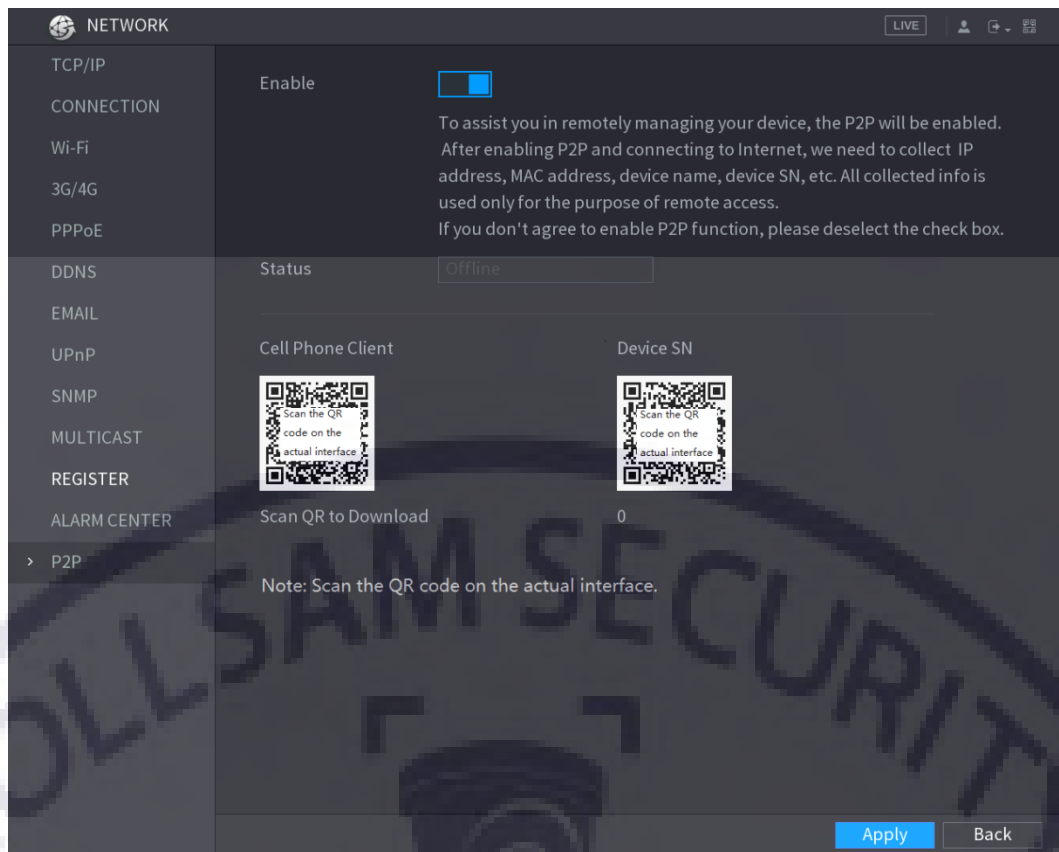 NETWORK
LIVE
TCP/IP
CONNECTION
Wi-Fi
3G/4G
PPPoE
DDNS
EMAIL
UPnP
SNMP
MULTICAST
REGISTER
ALARM CENTER
> P2P
Enable
To assist you in remotely managing your device, the P2P will be enabled.
After enabling P2P and connecting to Internet, we need to collect IP
address, MAC address, device name, device SN, etc. All collected info is
used only for the purpose of remote access.
If you don't agree to enable P2P function, please deselect the check box.
Status
Offline
Cell Phone Client
Device SN
Scan the QR
code on the
actual interface
Scan the QR
code on the
actual interface
Scan QR to Download
0
Note: Scan the QR code on the actual interface.
OLLSAM SECURIT
Apply
Back